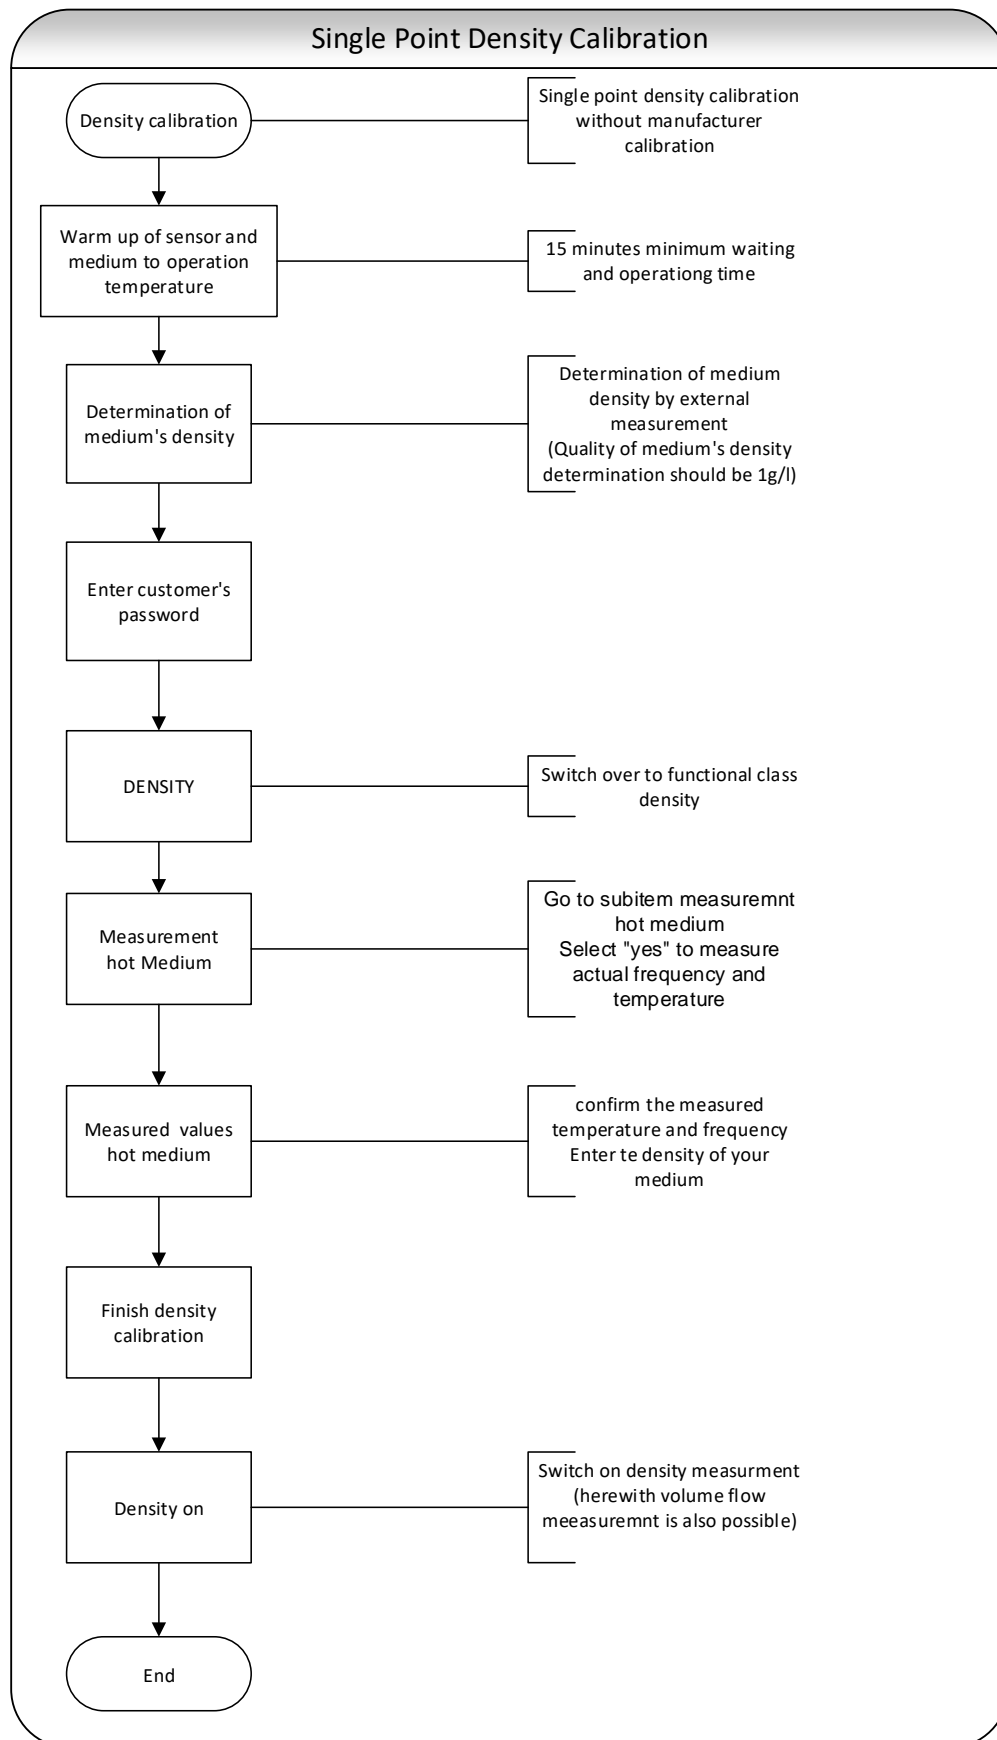 Single Point Density Calibration
Density calibration
Single point density calibration
without manufacturer
calibration
Warm up of sensor and
medium to operation
temperature
15 minutes minimum waiting
and operationg time
Determination of
medium's density
Determination of medium
density by external
measurement
(Quality of medium's density
determination should be 1g/l)
Enter customer's
password
DENSITY
Switch over to functional class
density
Measurement
hot Medium
Go to subitem measuremnt
hot medium
Select "yes" to measure
actual frequency and
temperature
Measured values
hot medium
confirm the measured
temperature and frequency
Enter te density of your
medium
Finish density
calibration
Density on
Switch on density measurment
(herewith volume flow
meeasuremnt is also possible)
End